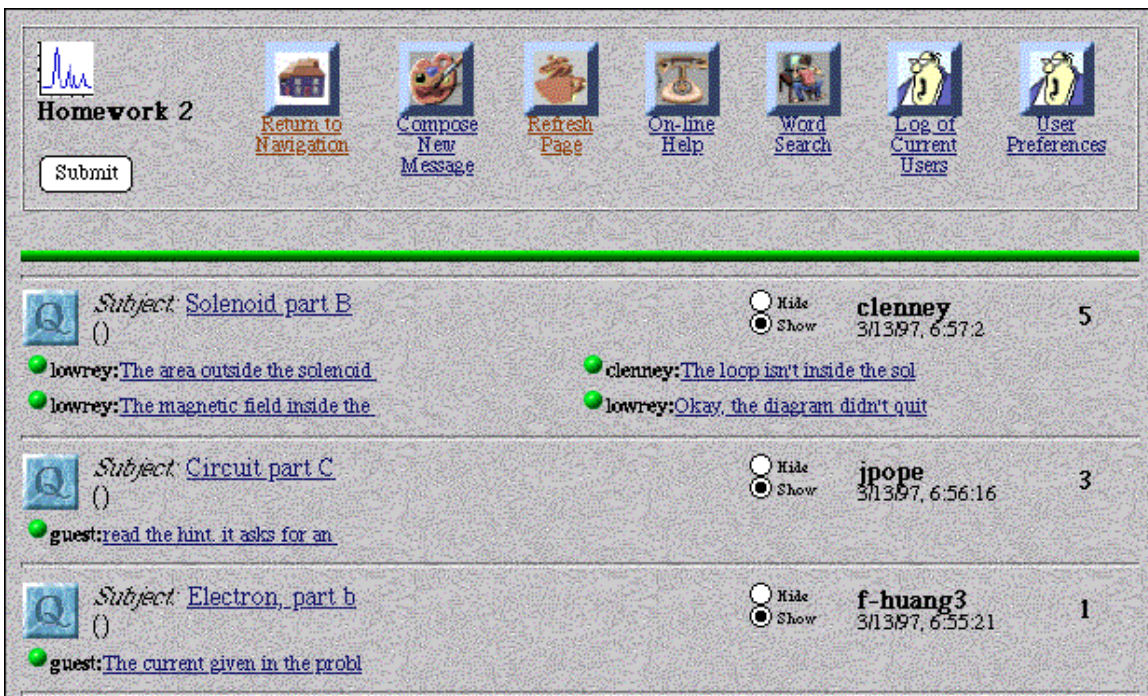 Homework 2
Submit
Return to
Navigation
Compose
New
Message
Refresh
Page
On-line
Help
Word
Search
Log of
Current
Users
User
Preferences
Q Subject: Solenoid part B Hide clenney 5
() Show 3/13/97, 6:57:2
lowrey:The area outside the solenoid clenney:The loop isn't inside the sol
lowrey:The magnetic field inside the lowrey:Okay, the diagram didn't quit
Q Subject: Circuit part C Hide jpope 3
() Show 3/13/97, 6:56:16
guest:read the hint. it asks for an
Q Subject: Electron, part b Hide f-huang3 1
() Show 3/13/97, 6:55:21
guest:The current given in the probl